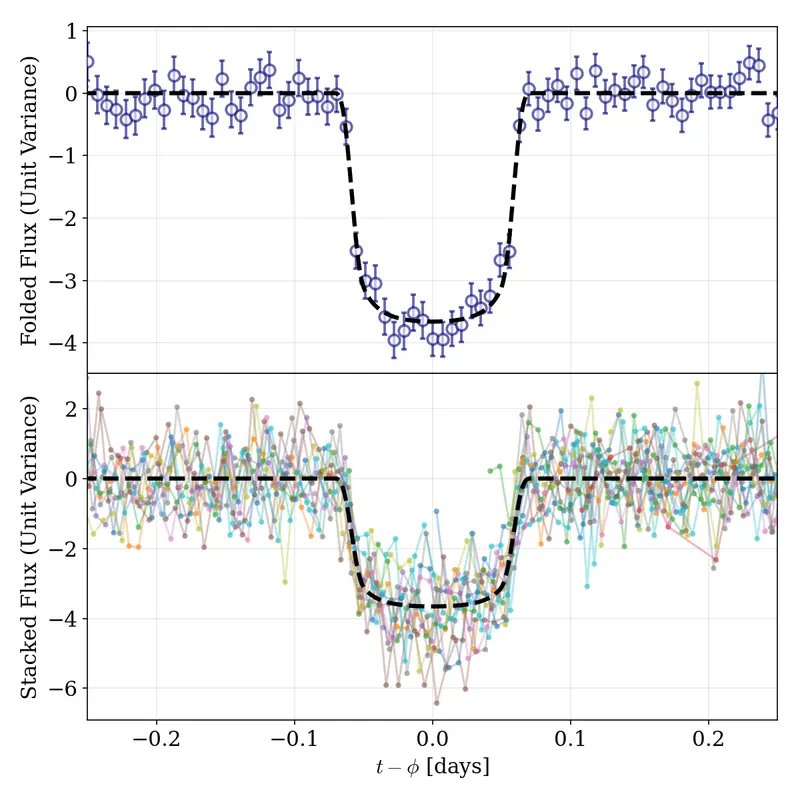 Folded Flux (Unit Variance)
1
0
−1
−2
−3
−4
Stacked Flux (Unit Variance)
2
0
−2
−4
−6
−0.2 −0.1 0.0 0.1 0.2
t − ϕ [days]